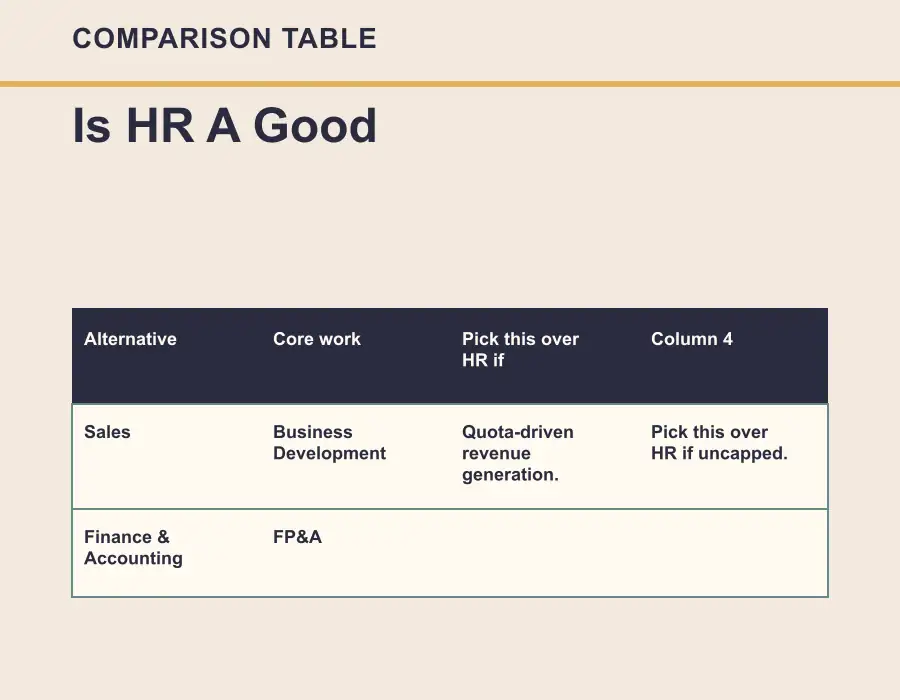 COMPARISON TABLE
Is HR A Good
Alternative Core work Pick this over Column 4
HR if
Sales Business Quota-driven Pick this over
Development revenue HR if uncapped.
generation.
Finance & FP&A
Accounting